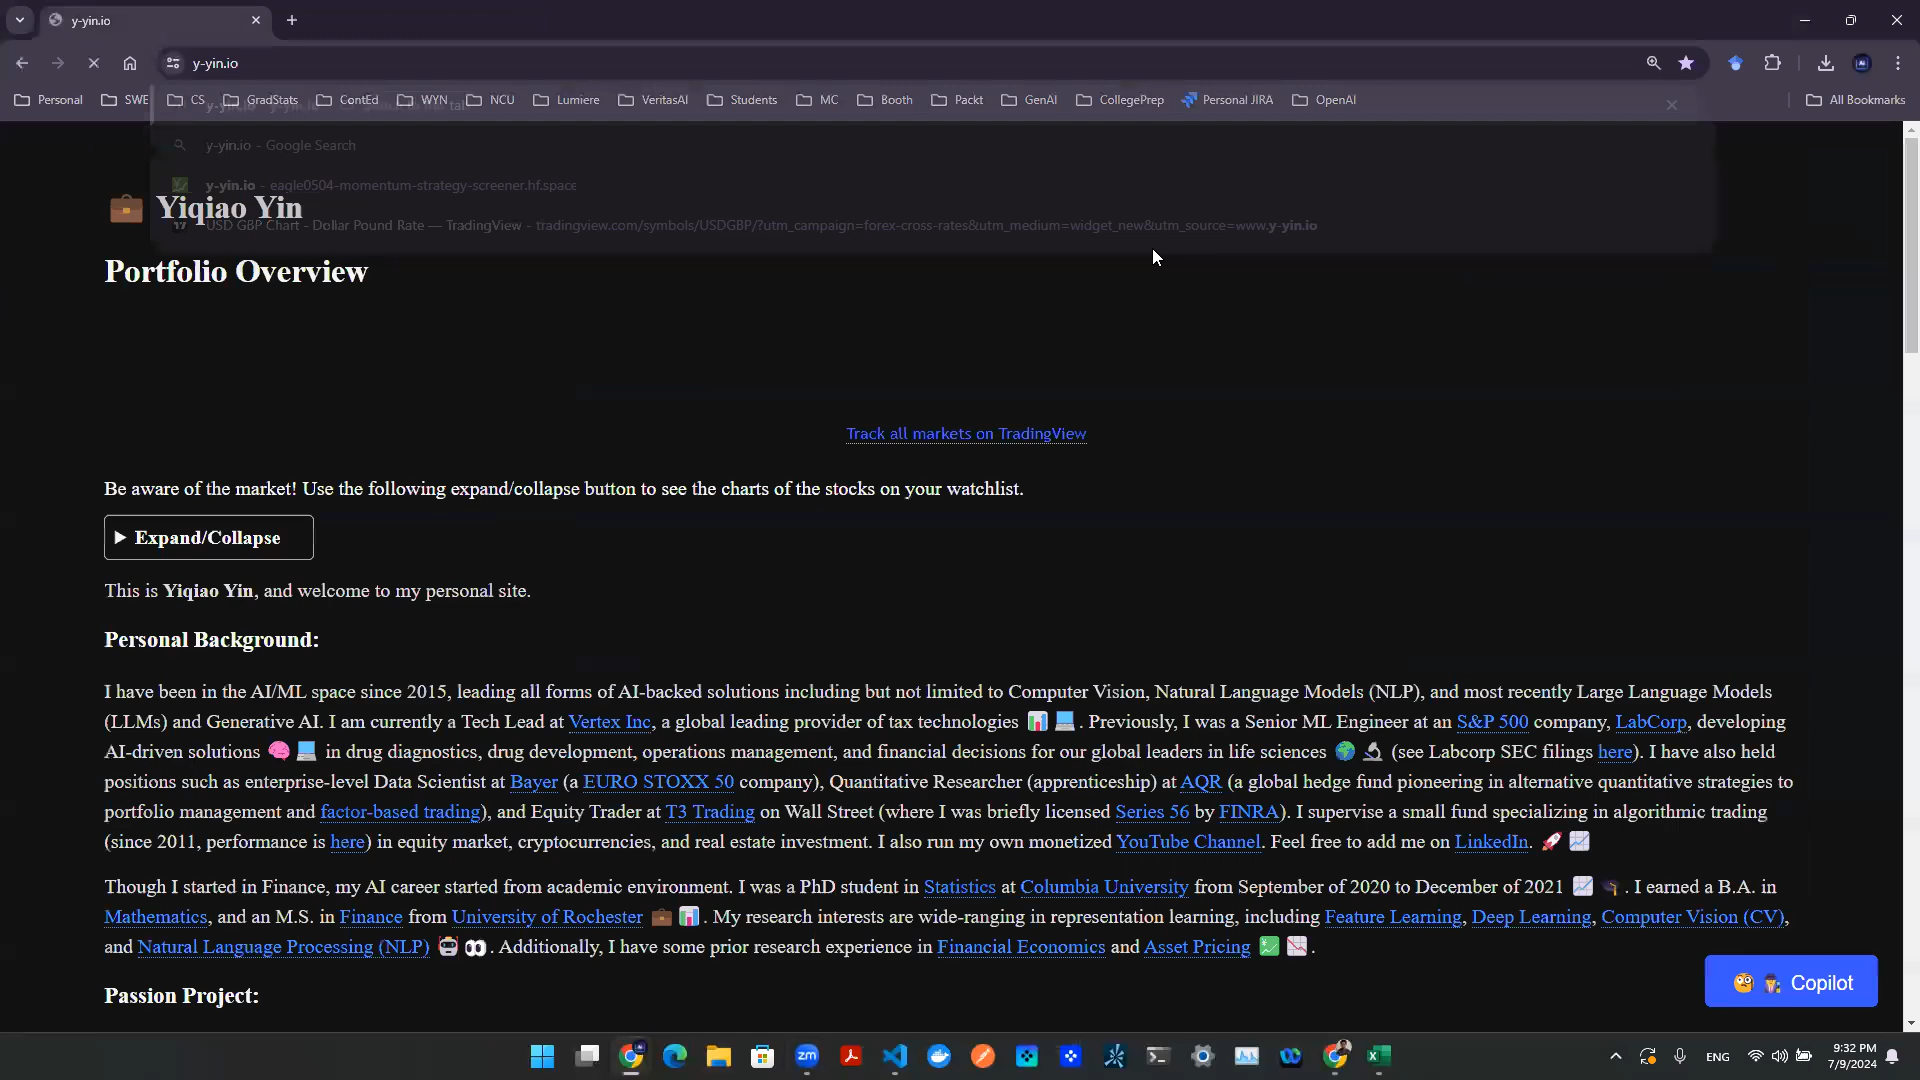 y-yin.io
y-yin.io
Personal SWE CS GradStats ContEd WYN NCU Lumiere VeritasAI Students MC Booth Packt GenAI CollegePrep Personal JIRA OpenAI All Bookmarks
y-yin.io - Google Search
y-yin.io - eagle0504-momentum-strategy-screener.hf.space
Yiqiao Yin
USD GBP Chart - Dollar Pound Rate — TradingView - tradingview.com/symbols/USDGBP/?utm_campaign=forex-cross-rates&utm_medium=widget_new&utm_source=www.y-yin.io
Portfolio Overview
Track all markets on TradingView
Be aware of the market! Use the following expand/collapse button to see the charts of the stocks on your watchlist.
Expand/Collapse
This is Yiqiao Yin, and welcome to my personal site.
Personal Background:
I have been in the AI/ML space since 2015, leading all forms of AI-backed solutions including but not limited to Computer Vision, Natural Language Models (NLP), and most recently Large Language Models
(LLMs) and Generative AI. I am currently a Tech Lead at Vertex Inc, a global leading provider of tax technologies 📊 💻. Previously, I was a Senior ML Engineer at an S&P 500 company, LabCorp, developing
AI-driven solutions 🧠 💻 in drug diagnostics, drug development, operations management, and financial decisions for our global leaders in life sciences 🌍 🔬 (see Labcorp SEC filings here). I have also held
positions such as enterprise-level Data Scientist at Bayer (a EURO STOXX 50 company), Quantitative Researcher (apprenticeship) at AQR (a global hedge fund pioneering in alternative quantitative strategies to
portfolio management and factor-based trading), and Equity Trader at T3 Trading on Wall Street (where I was briefly licensed Series 56 by FINRA). I supervise a small fund specializing in algorithmic trading
(since 2011, performance is here) in equity market, cryptocurrencies, and real estate investment. I also run my own monetized YouTube Channel. Feel free to add me on LinkedIn. 🚀 📈
Though I started in Finance, my AI career started from academic environment. I was a PhD student in Statistics at Columbia University from September of 2020 to December of 2021 📈 🎓. I earned a B.A. in
Mathematics, and an M.S. in Finance from University of Rochester 💼 📊. My research interests are wide-ranging in representation learning, including Feature Learning, Deep Learning, Computer Vision (CV),
and Natural Language Processing (NLP) 🤖 👀. Additionally, I have some prior research experience in Financial Economics and Asset Pricing 💹 📉.
Copilot
Passion Project:
ENG
9:32 PM
7/9/2024